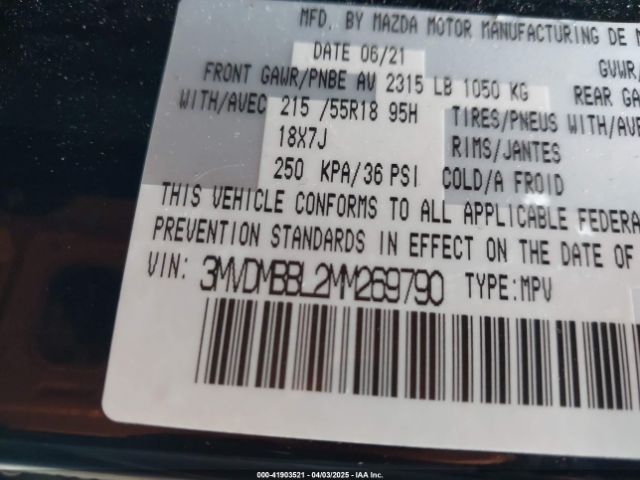 MFD. BY MAZDA MOTOR MANUFACTURING DE M
DATE 06/21 GVWR/
FRONT GAWR/PNBE AV 2315 LB 1050 KG REAR GA
WITH/AVEC 215 /55R18 95H TIRES/PNEUS WITH/AVE
18X7J RIMS/JANTES
250 KPA/36 PSI COLD/A FROID
THIS VEHICLE CONFORMS TO ALL APPLICABLE FEDERA
PREVENTION STANDARDS IN EFFECT ON THE DATE OF
VIN: 3MVDMBBL2MM269790 TYPE:MPV
000-41903521 - 04/03/2025 - IAAI.COM